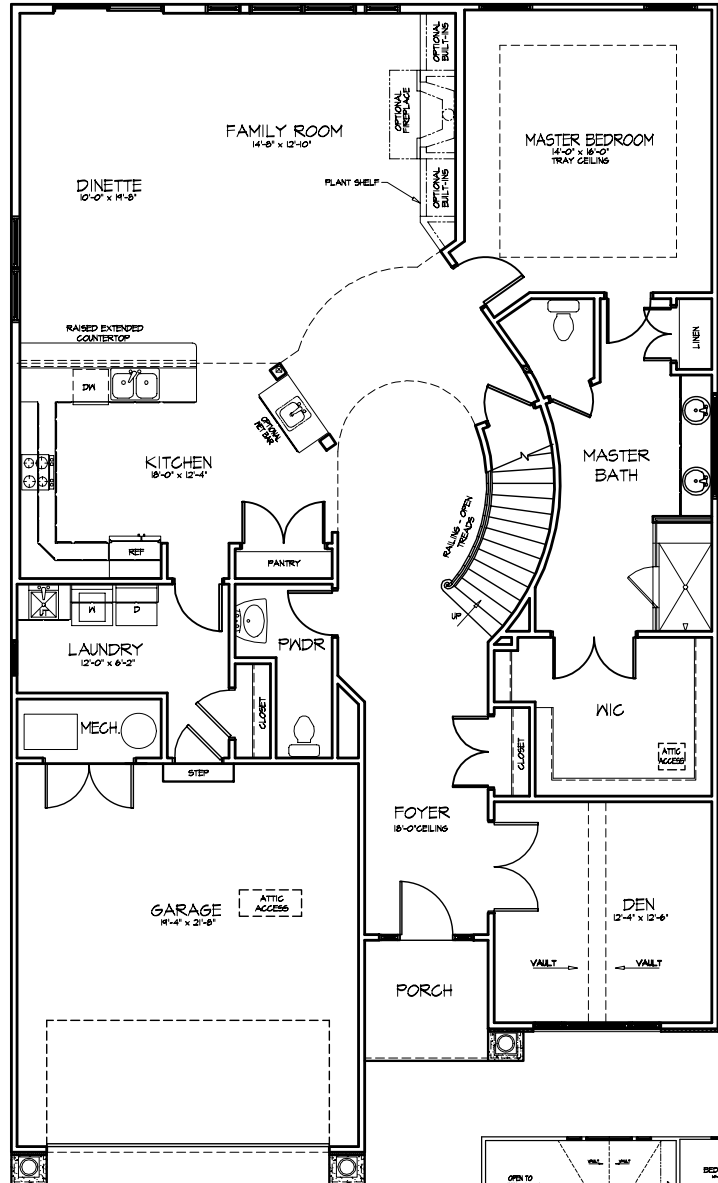 OPTIONAL
BUILT-INS
OPTIONAL
FIREPLACE
OPTIONAL
BUILT-INS
FAMILY ROOM
14'-8" x 12'-10"
MASTER BEDROOM
14'-0" x 16'-0"
TRAY CEILING
DINETTE
10'-0" x 19'-8"
PLANT SHELF
RAISED EXTENDED
COUNTERTOP
LINEN
DW
OPTIONAL
WET BAR
KITCHEN
18'-0" x 12'-4"
MASTER
BATH
RAILING - OPEN
TREADS
REF
PANTRY
W
D
UP
LAUNDRY
12'-0" x 6'-2"
PWDR
WIC
CLOSET
MECH.
CLOSET
ATTIC
ACCESS
STEP
FOYER
18'-0" CEILING
GARAGE
19'-4" x 21'-8"
ATTIC
ACCESS
DEN
12'-4" x 12'-6"
VAULT
VAULT
PORCH
OPEN TO
BED